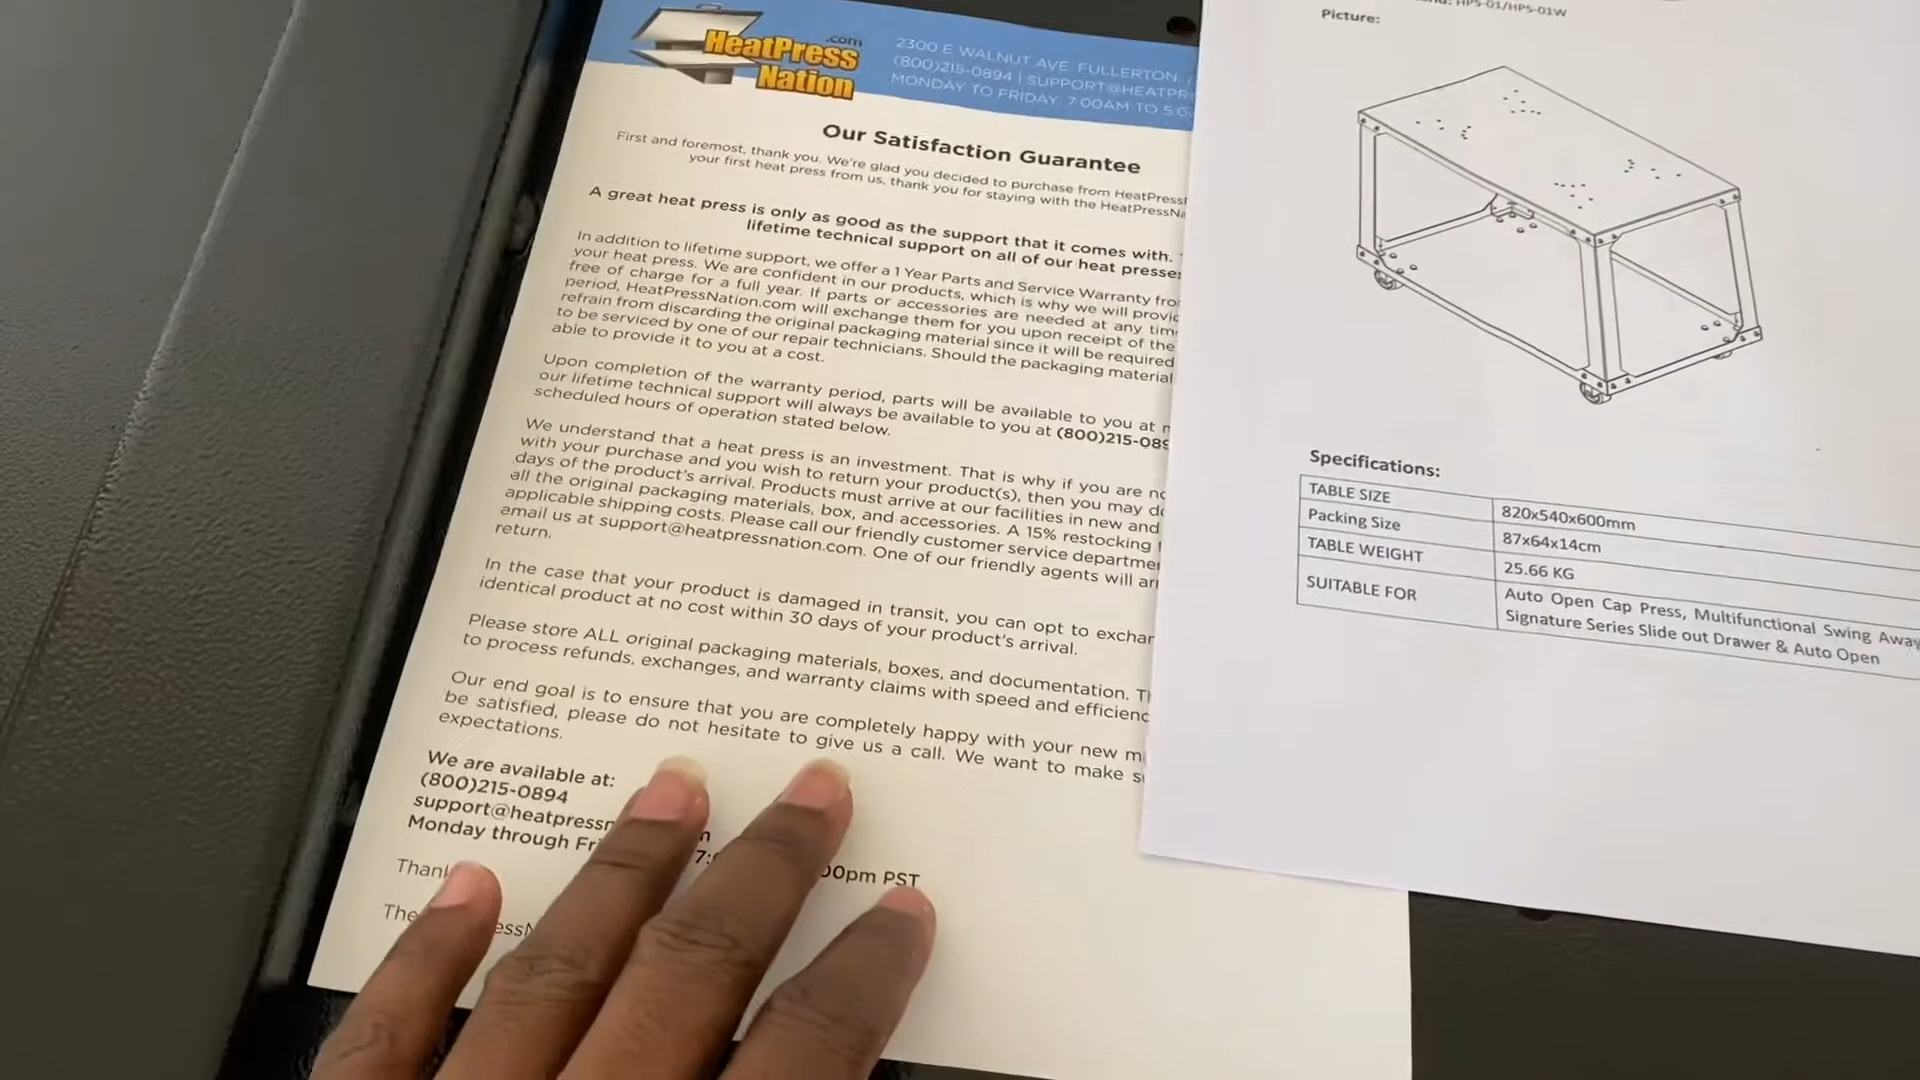 HeatPress
.com
Nation
2300 E WALNUT AVE FULLERTON,
(800)215-0894 | SUPPORT@HEATPR
MONDAY TO FRIDAY 7:00AM TO 5:0
Our Satisfaction Guarantee
First and foremost, thank you. We're glad you decided to purchase from HeatPress
your first heat press from us, thank you for staying with the HeatPressNa
A great heat press is only as good as the support that it comes with.
lifetime technical support on all of our heat presse
In addition to lifetime support, we offer a 1 Year Parts and Service Warranty fro
your heat press. We are confident in our products, which is why we will provid
free of charge for a full year. If parts or accessories are needed at any tim
period, HeatPressNation.com will exchange them for you upon receipt of the
refrain from discarding the original packaging material since it will be required
to be serviced by one of our repair technicians. Should the packaging material
able to provide it to you at a cost.
Upon completion of the warranty period, parts will be available to you at
our lifetime technical support will always be available to you at (800)215-089
scheduled hours of operation stated below.
We understand that a heat press is an investment. That is why if you are no
with your purchase and you wish to return your product(s), then you may do
days of the product's arrival. Products must arrive at our facilities in new and
all the original packaging materials, box, and accessories. A 15% restocking
applicable shipping costs. Please call our friendly customer service departme
email us at support@heatpressnation.com. One of our friendly agents will ar
return.
In the case that your product is damaged in transit, you can opt to exchar
identical product at no cost within 30 days of your product's arrival.
Please store ALL original packaging materials, boxes, and documentation. Th
to process refunds, exchanges, and warranty claims with speed and efficienc
Our end goal is to ensure that you are completely happy with your new m
be satisfied, please do not hesitate to give us a call. We want to make s
expectations.
We are available at:
(800)215-0894
support@heatpressn
Monday through Fri 7: 00pm PST
Thank
The essN
HPS-01/HPS-01W
Picture:
Specifications:
TABLE SIZE 820x540x600mm
Packing Size 87x64x14cm
TABLE WEIGHT 25.66 KG
SUITABLE FOR Auto Open Cap Press, Multifunctional Swing Away
Signature Series Slide out Drawer & Auto Open